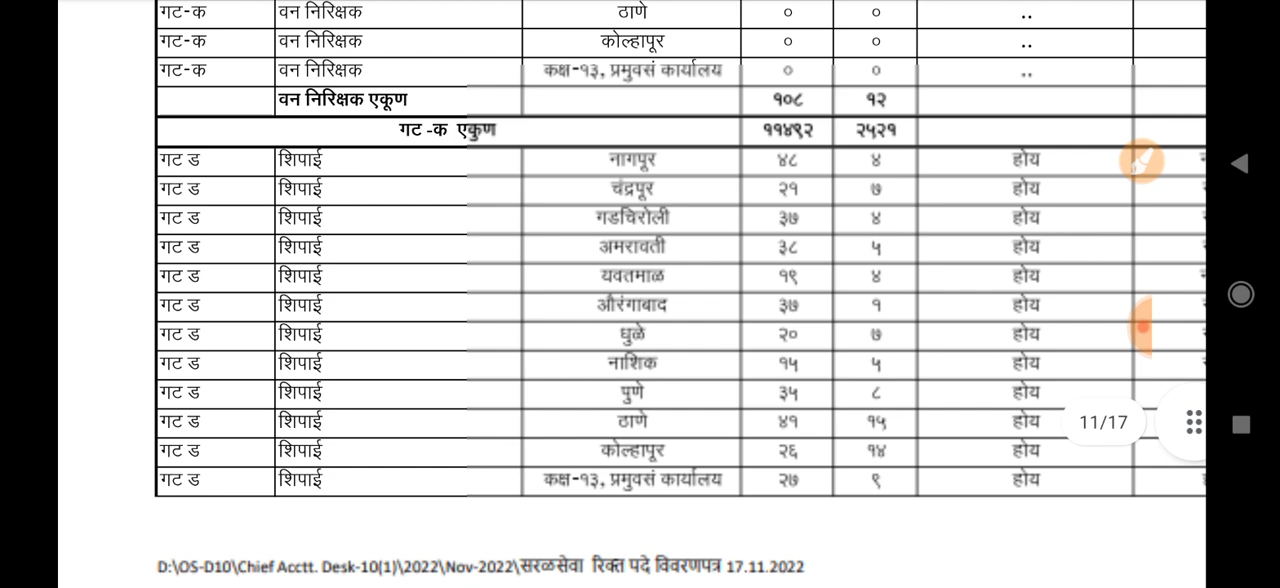 गट-क वन निरिक्षक ठाणे ० ० ..
गट-क वन निरिक्षक कोल्हापूर ० ० ..
गट-क वन निरिक्षक कक्ष-१३, प्रमुवसं कार्यालय ० ० ..
वन निरिक्षक एकूण १०८ १२
गट -क एकुण ११४९२ २५२१
गट ड शिपाई नागपूर ४८ ४ होय
गट ड शिपाई चंद्रपूर २१ ७ होय
गट ड शिपाई गडचिरोली ३७ ४ होय
गट ड शिपाई अमरावती ३८ ५ होय
गट ड शिपाई यवतमाळ १९ ४ होय
गट ड शिपाई औरंगाबाद ३७ १ होय
गट ड शिपाई धुळे २० ७ होय
गट ड शिपाई नाशिक १५ ५ होय
गट ड शिपाई पुणे ३५ ८ होय
गट ड शिपाई ठाणे ४१ १५ होय
11/17
गट ड शिपाई कोल्हापूर २६ १४ होय
गट ड शिपाई कक्ष-१३, प्रमुवसं कार्यालय २७ ९ होय
D:\OS-D10\Chief Acctt. Desk-10(1)\2022\Nov-2022\सरळसेवा रिक्त पदे विवरणपत्र 17.11.2022